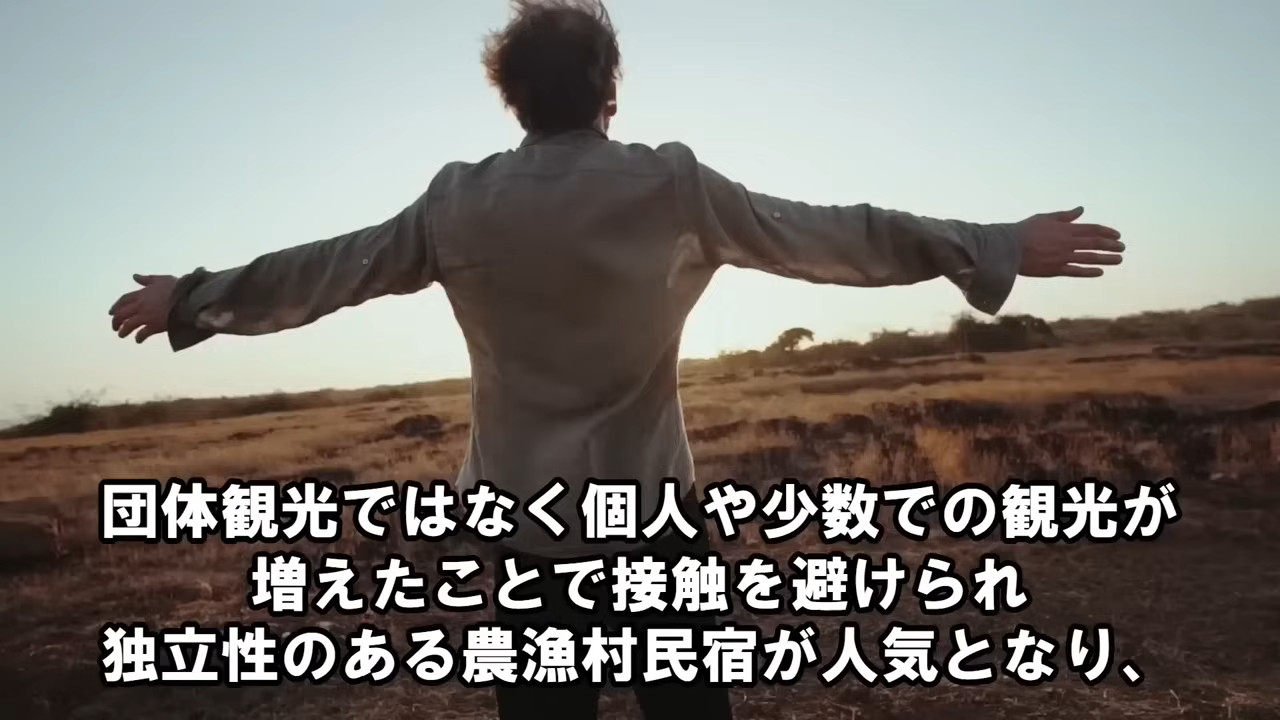 団体観光ではなく個人や少数での観光が
増えたことで接触を避けられ
独立性のある農漁村民宿が人気となり、